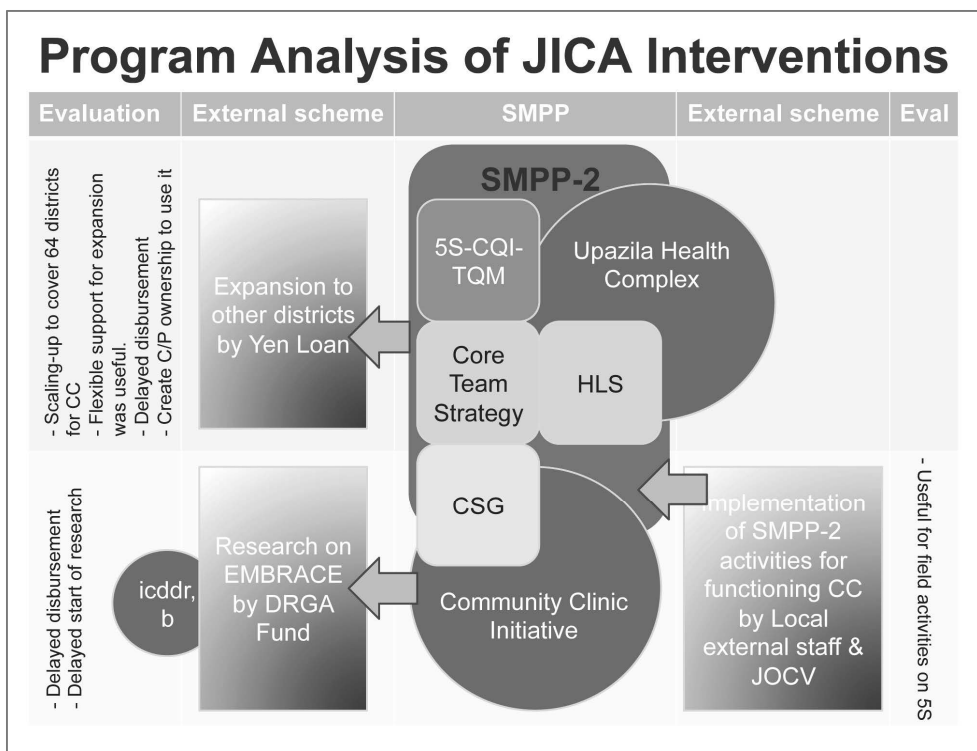 Program Analysis of JICA Interventions
Evaluation
External scheme
SMPP
External scheme
Eval
- Scaling-up to cover 64 districts
for CC
- Flexible support for expansion
was useful.
- Delayed disbursement
- Create C/P ownership to use it
Expansion to
other districts
by Yen Loan
SMPP-2
5S-CQI-
TQM
Upazila Health
Complex
Core
Team
Strategy
HLS
- Delayed disbursement
- Delayed start of research
icddr,
b
Research on
EMBRACE
by DRGA
Fund
CSG
Community Clinic
Initiative
Implementation
of SMPP-2
activities for
functioning CC
by Local
external staff &
JOCV
- Useful for field activities on 5S